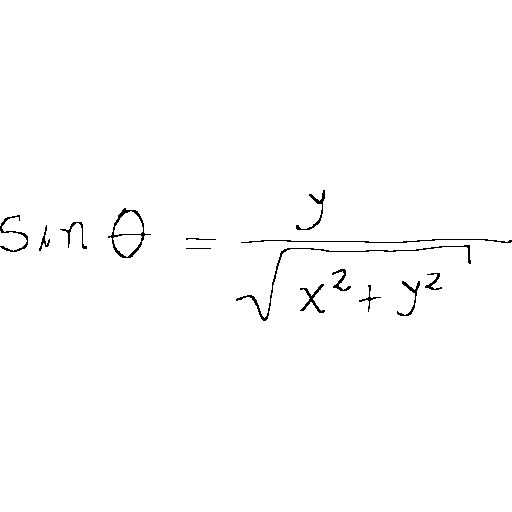 sin θ = y / √(x² + y²)